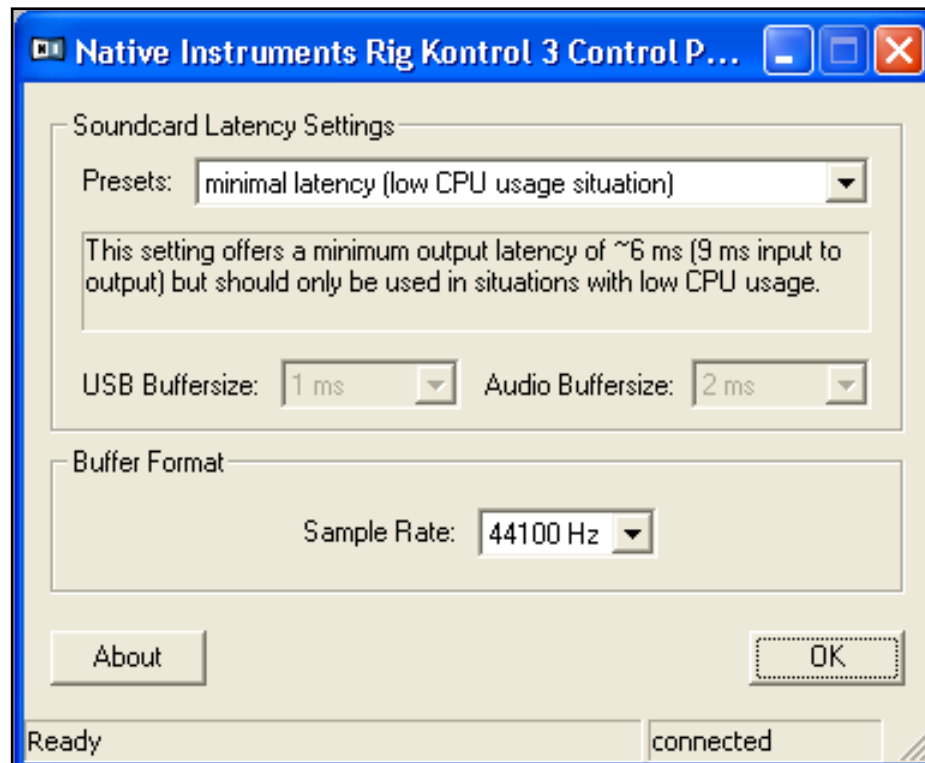 Native Instruments Rig Kontrol 3 Control P...
Soundcard Latency Settings
Presets: minimal latency (low CPU usage situation)
This setting offers a minimum output latency of ~6 ms (9 ms input to
output) but should only be used in situations with low CPU usage.
USB Buffersize: 1 ms Audio Buffersize: 2 ms
Buffer Format
Sample Rate: 44100 Hz
About OK
Ready connected